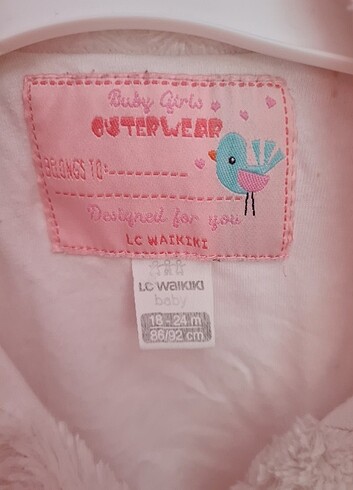 Baby Girls
OUTERWEAR
BELONGS TO:
Designed for you
LC WAIKIKI
LC WAIKIKI
baby
18 - 24 m
86/92 cm